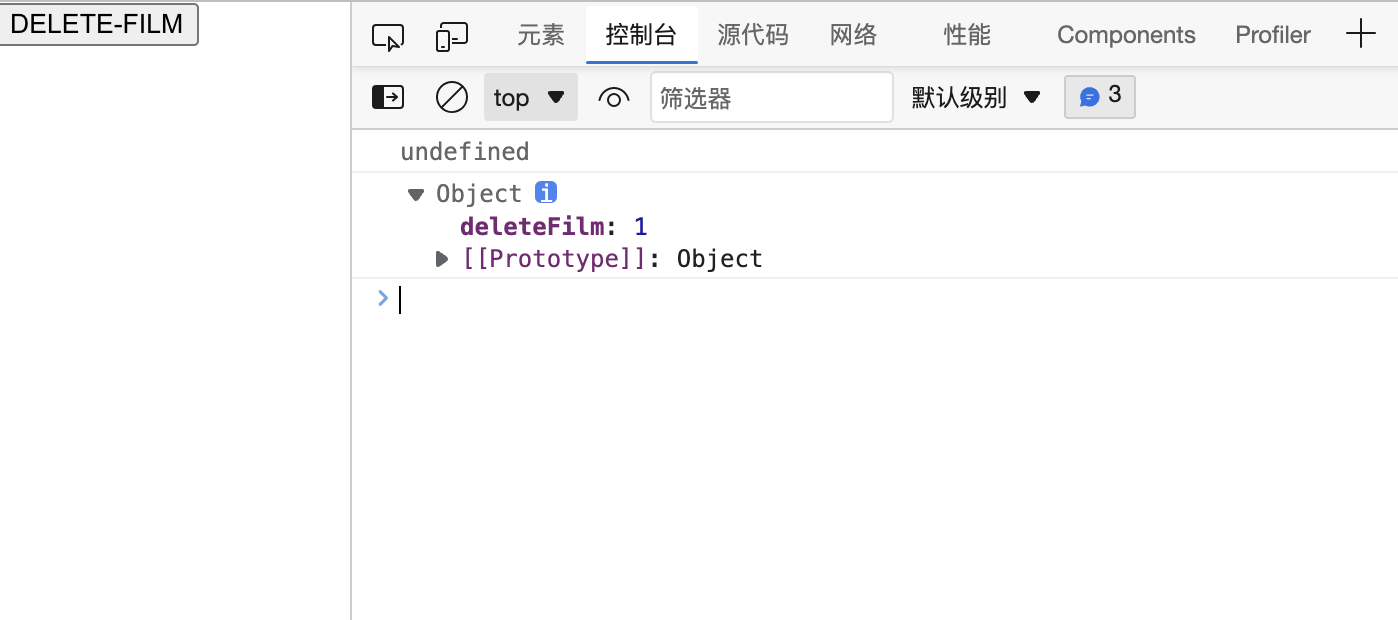 DELETE-FILM
元素 控制台 源代码 网络 性能 Components Profiler
top 筛选器 默认级别 3
undefined
Object i
deleteFilm: 1
[[Prototype]]: Object